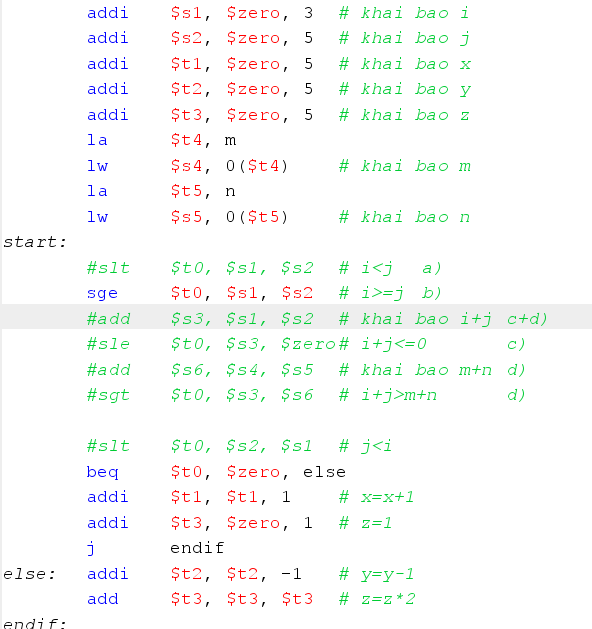 addi $s1, $zero, 3 # khai bao i
addi $s2, $zero, 5 # khai bao j
addi $t1, $zero, 5 # khai bao x
addi $t2, $zero, 5 # khai bao y
addi $t3, $zero, 5 # khai bao z
la $t4, m
lw $s4, 0($t4) # khai bao m
la $t5, n
lw $s5, 0($t5) # khai bao n
start:
#slt $t0, $s1, $s2 # i<j a)
sge $t0, $s1, $s2 # i>=j b)
#add $s3, $s1, $s2 # khai bao i+j c+d)
#sle $t0, $s3, $zero# i+j<=0 c)
#add $s6, $s4, $s5 # khai bao m+n d)
#sgt $t0, $s3, $s6 # i+j>m+n d)
#slt $t0, $s2, $s1 # j<i
beq $t0, $zero, else
addi $t1, $t1, 1 # x=x+1
addi $t3, $zero, 1 # z=1
j endif
else: addi $t2, $t2, -1 # y=y-1
add $t3, $t3, $t3 # z=z*2
endif: